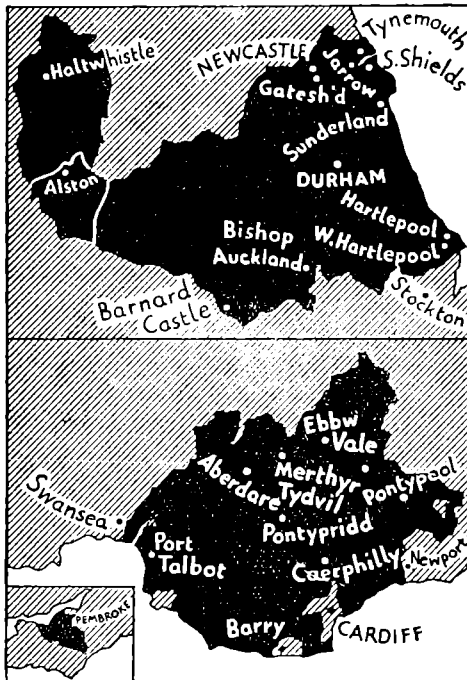 Tynemouth
NEWCASTLE
Haltwhistle
Jarrow
S. Shields
Gatesh'd
Sunderland
Alston
DURHAM
Hartlepool
Bishop
Auckland
W. Hartlepool
Barnard
Castle
Stockton
Ebbw
Vale
Merthyr
Tydvil
Aberdare
Pontypool
Swansea
Pontypridd
Port
Talbot
Caerphilly
Newport
PEMBROKE
Barry
CARDIFF